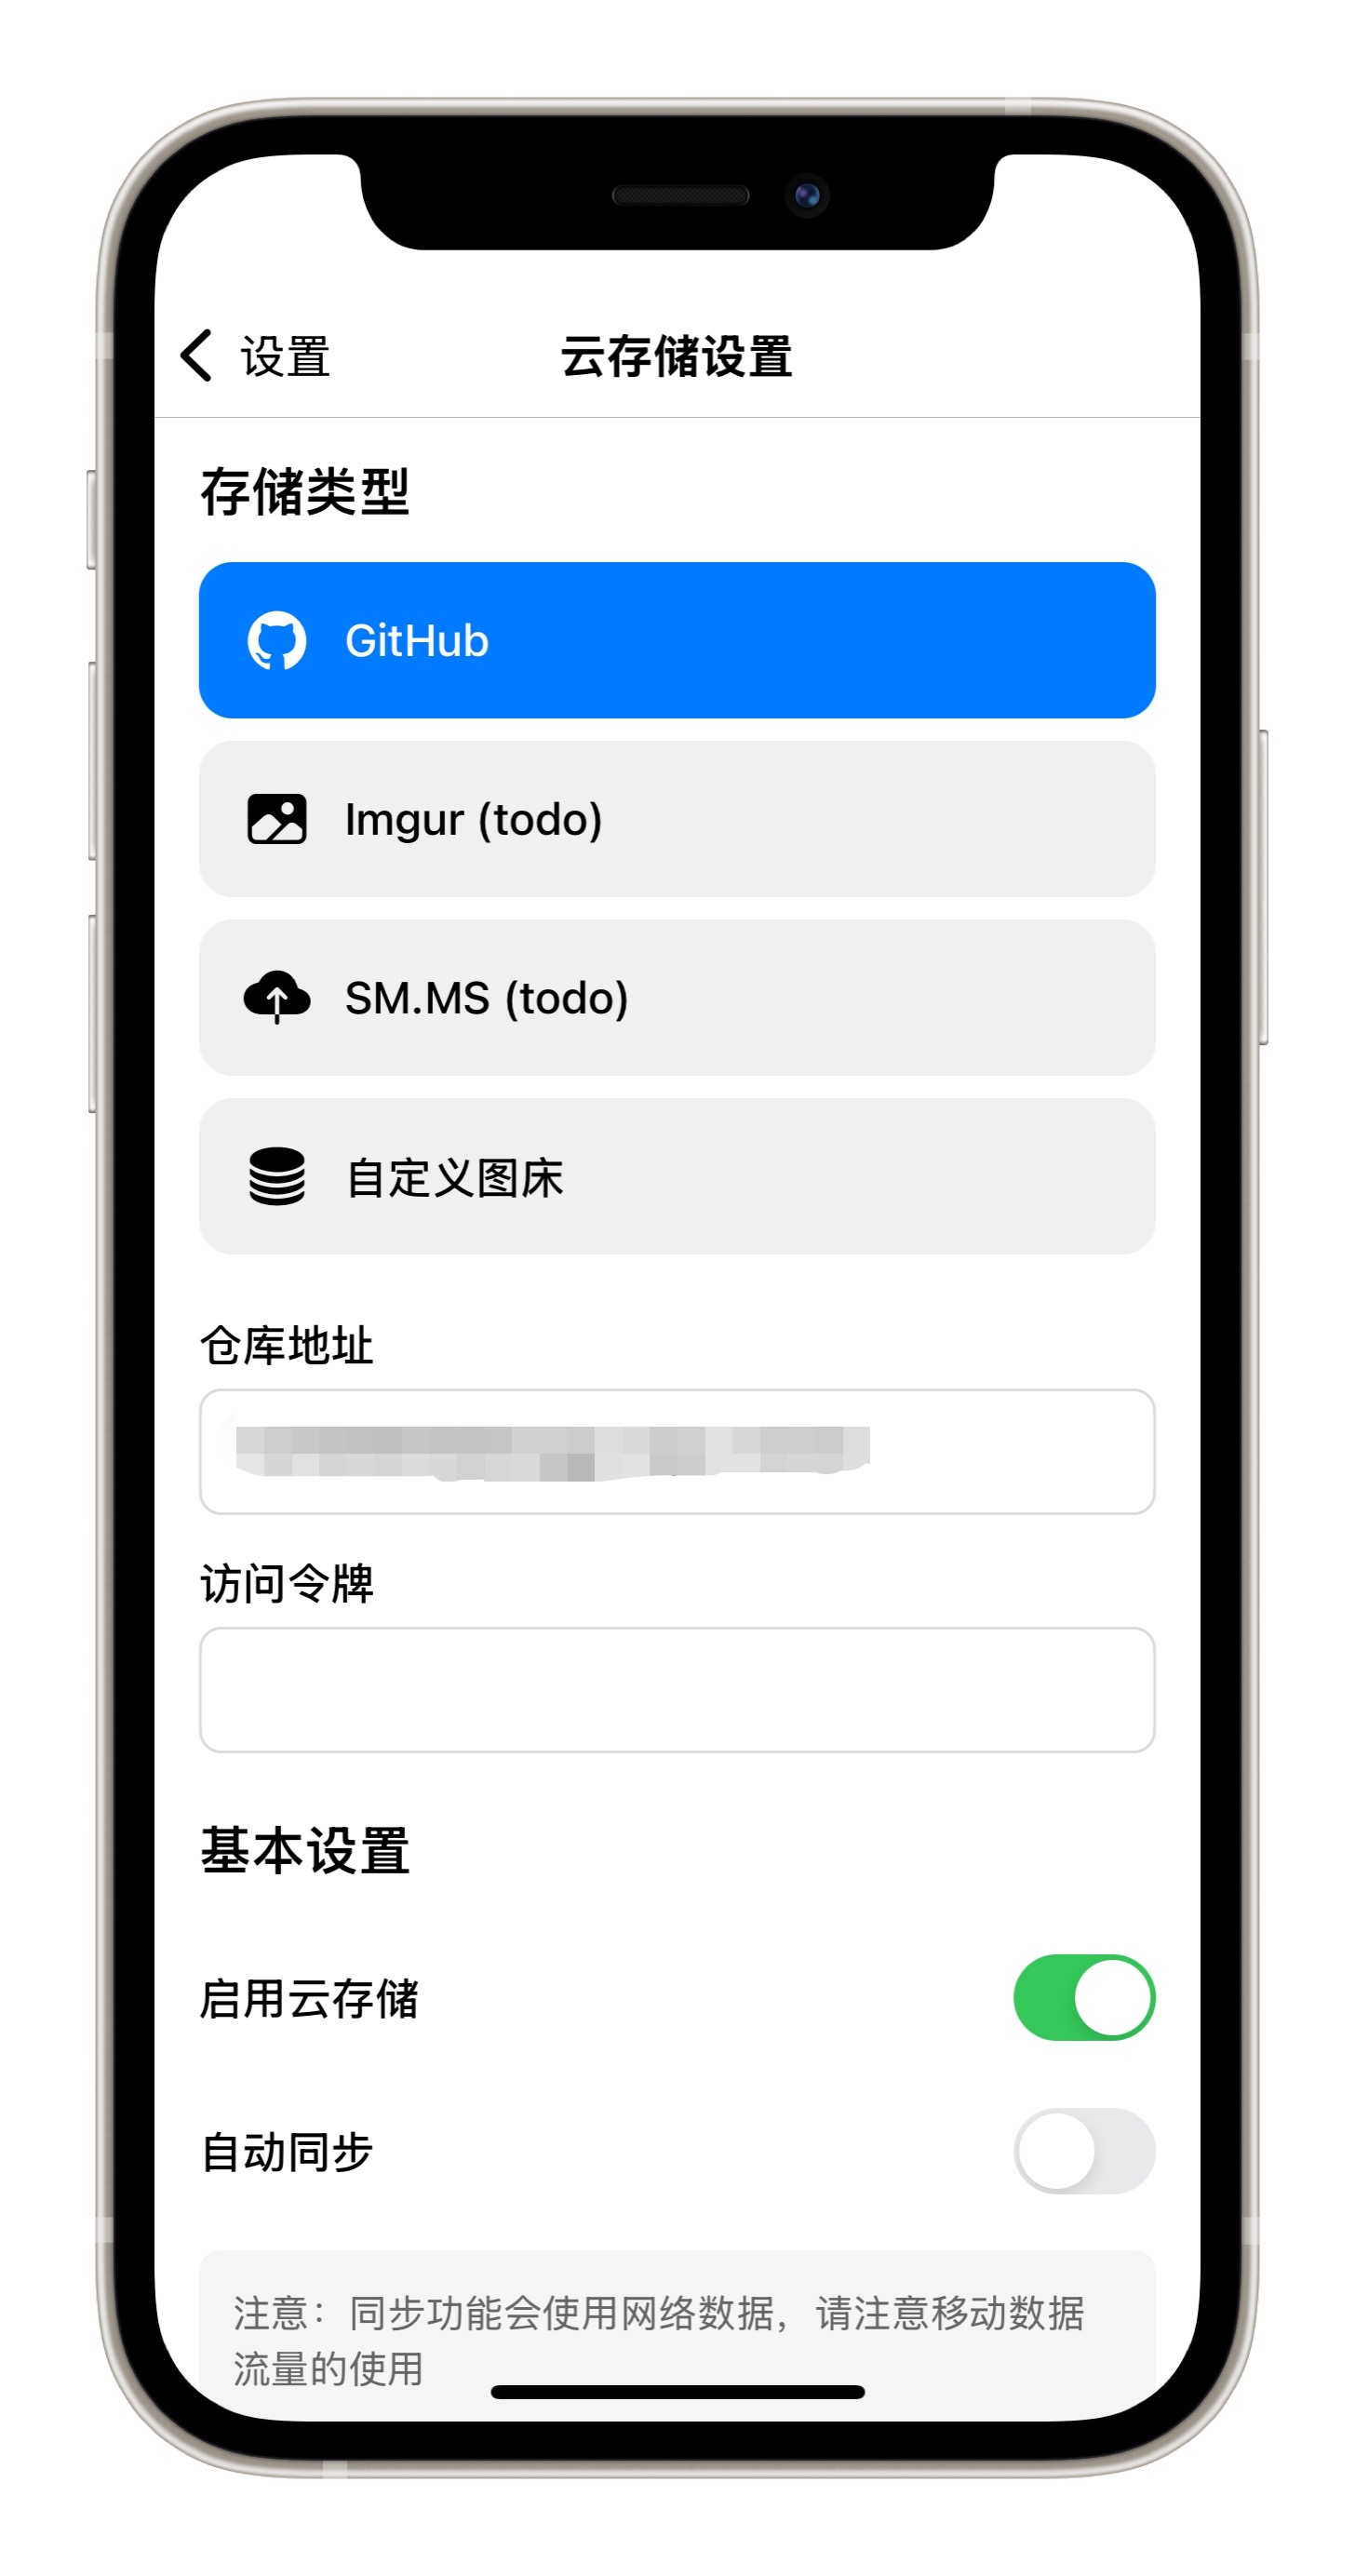 设置
云存储设置
存储类型
GitHub
Imgur (todo)
SM.MS (todo)
自定义图床
仓库地址
访问令牌
基本设置
启用云存储
自动同步
注意：同步功能会使用网络数据，请注意移动数据
流量的使用